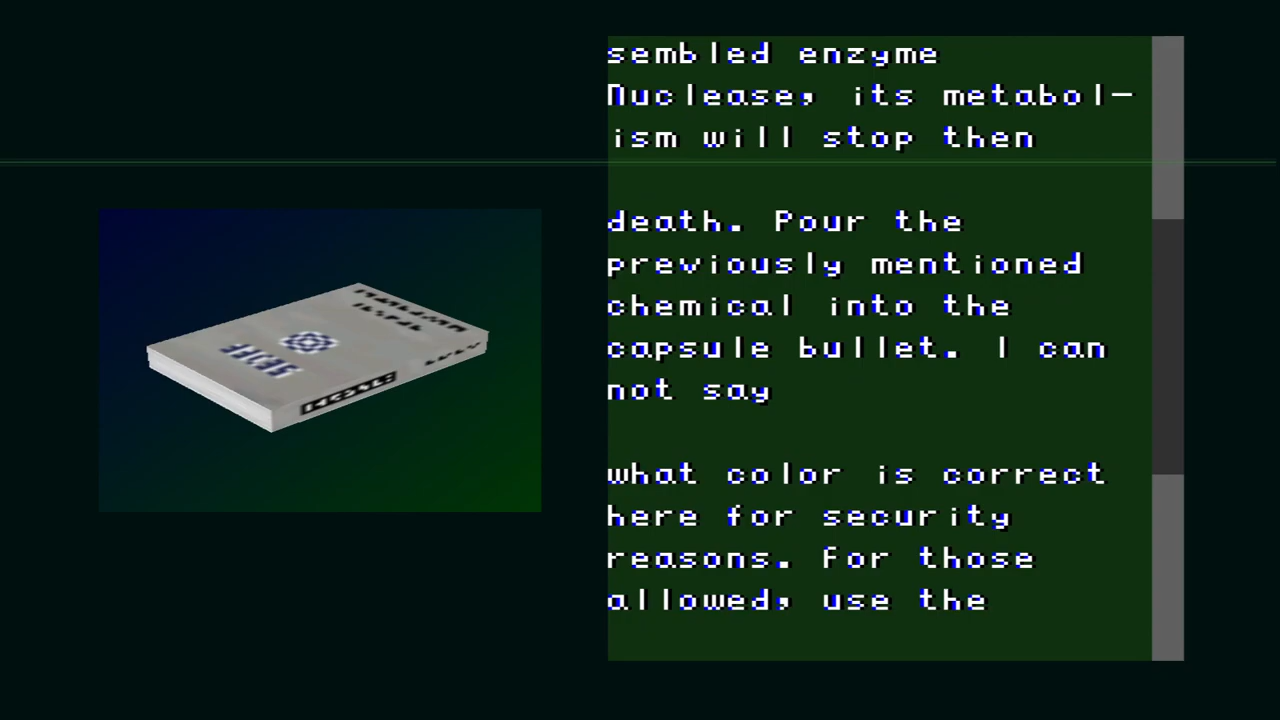 sembled enzyme
Nuclease, its metabol-
ism will stop then
death. Pour the
previously mentioned
chemical into the
capsule bullet. I can
not say
what color is correct
here for security
reasons. For those
allowed, use the